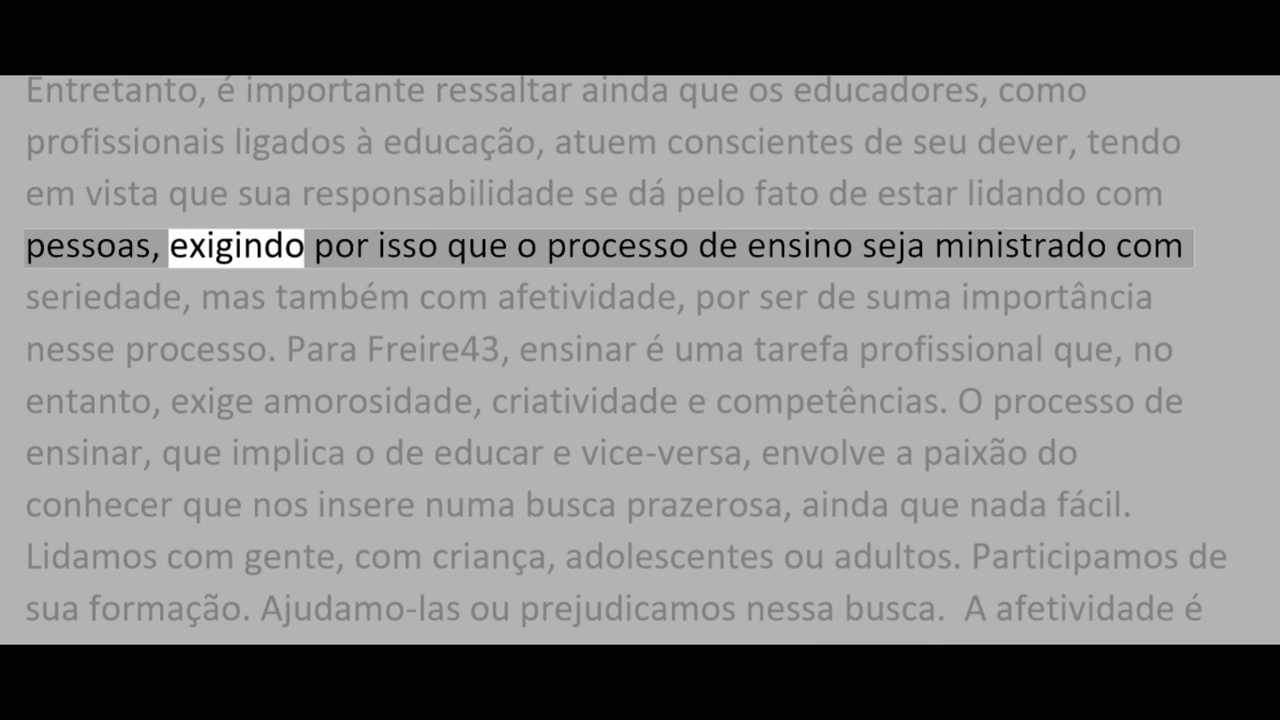 Entretanto, é importante ressaltar ainda que os educadores, como
profissionais ligados à educação, atuem conscientes de seu dever, tendo
em vista que sua responsabilidade se dá pelo fato de estar lidando com
pessoas, exigindo por isso que o processo de ensino seja ministrado com
seriedade, mas também com afetividade, por ser de suma importância
nesse processo. Para Freire43, ensinar é uma tarefa profissional que, no
entanto, exige amorosidade, criatividade e competências. O processo de
ensinar, que implica o de educar e vice-versa, envolve a paixão do
conhecer que nos insere numa busca prazerosa, ainda que nada fácil.
Lidamos com gente, com criança, adolescentes ou adultos. Participamos de
sua formação. Ajudamo-las ou prejudicamos nessa busca.  A afetividade é